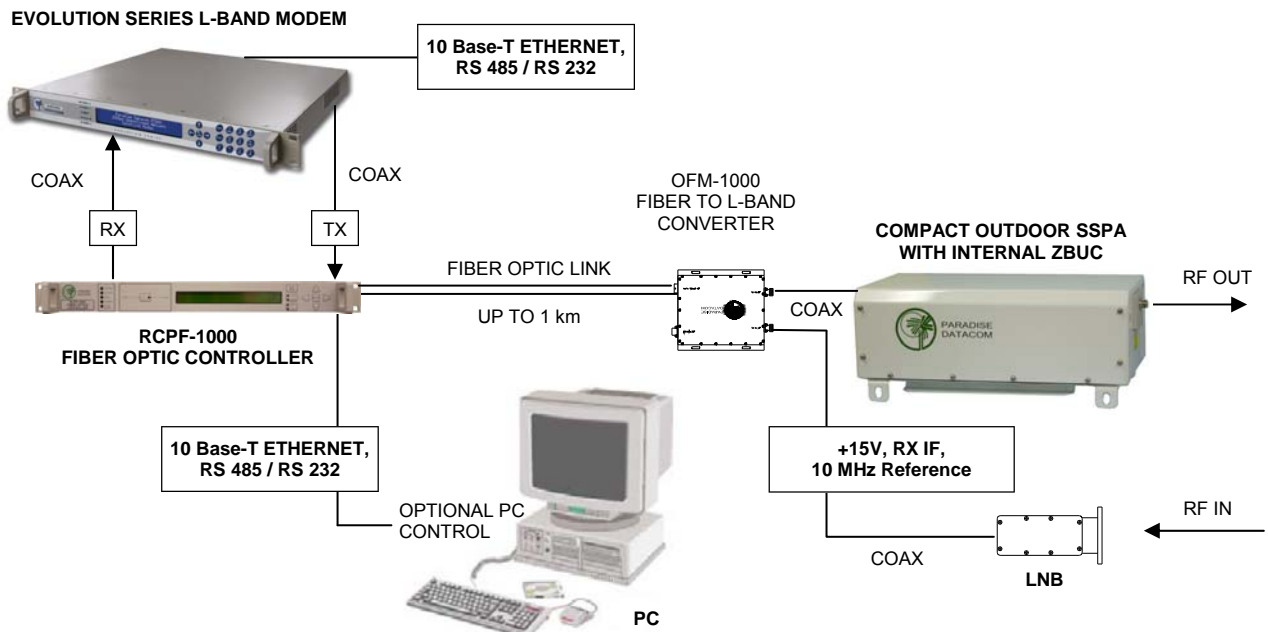 EVOLUTION SERIES L-BAND MODEM
10 Base-T ETHERNET,
RS 485 / RS 232
COAX
COAX
RX
TX
OFM-1000
FIBER TO L-BAND
CONVERTER
COMPACT OUTDOOR SSPA
WITH INTERNAL ZBUC
FIBER OPTIC LINK
UP TO 1 km
COAX
RF OUT
PARADISE
DATACOM
RCPF-1000
FIBER OPTIC CONTROLLER
10 Base-T ETHERNET,
RS 485 / RS 232
+15V, RX IF,
10 MHz Reference
OPTIONAL PC
CONTROL
RF IN
COAX
LNB
PC